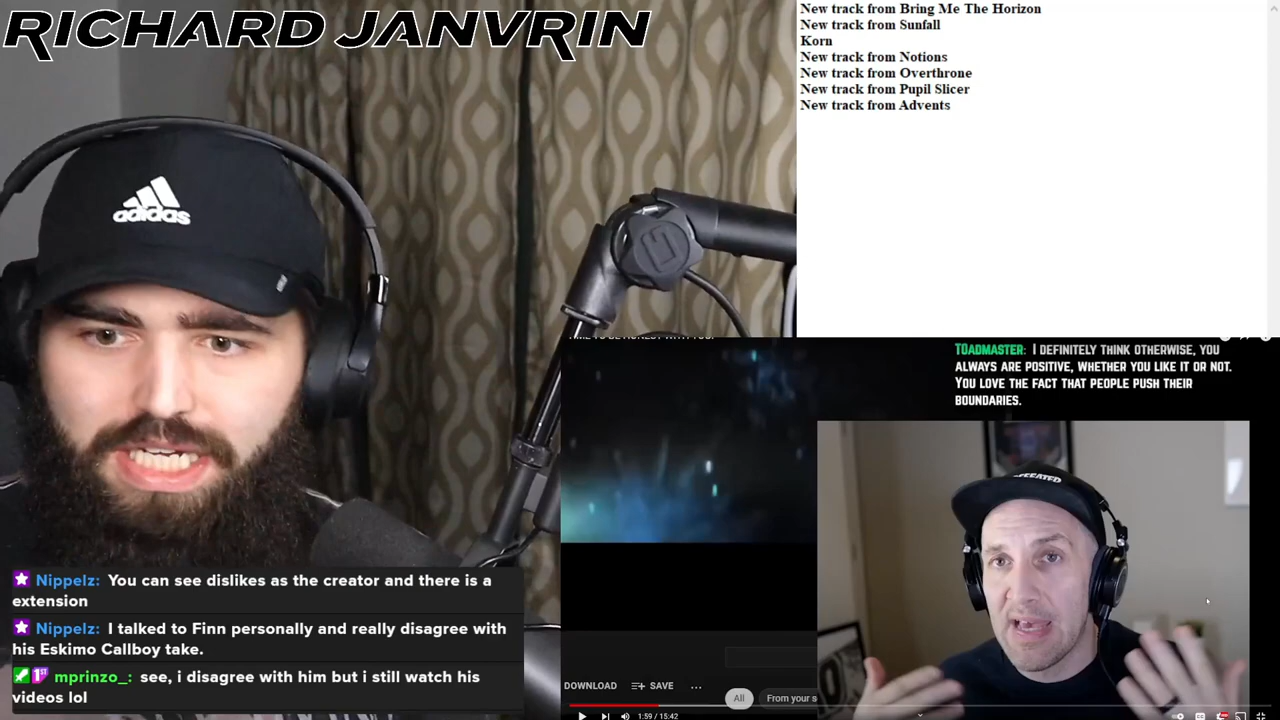 RICHARD JANVRIN
New track from Bring Me The Horizon
New track from Sunfall
Korn
New track from Notions
New track from Overthrone
New track from Pupil Slicer
New track from Advents
adidas
TOADMASTER: I DEFINITELY THINK OTHERWISE, YOU
ALWAYS ARE POSITIVE, WHETHER YOU LIKE IT OR NOT.
YOU LOVE THE FACT THAT PEOPLE PUSH THEIR
BOUNDARIES.
Nippelz: You can see dislikes as the creator and there is a
extension
Nippelz: I talked to Finn personally and really disagree with
his Eskimo Callboy take.
mprinzo_: see, i disagree with him but i still watch his
videos lol
DOWNLOAD SAVE ...
All From your s
1:59 / 15:42